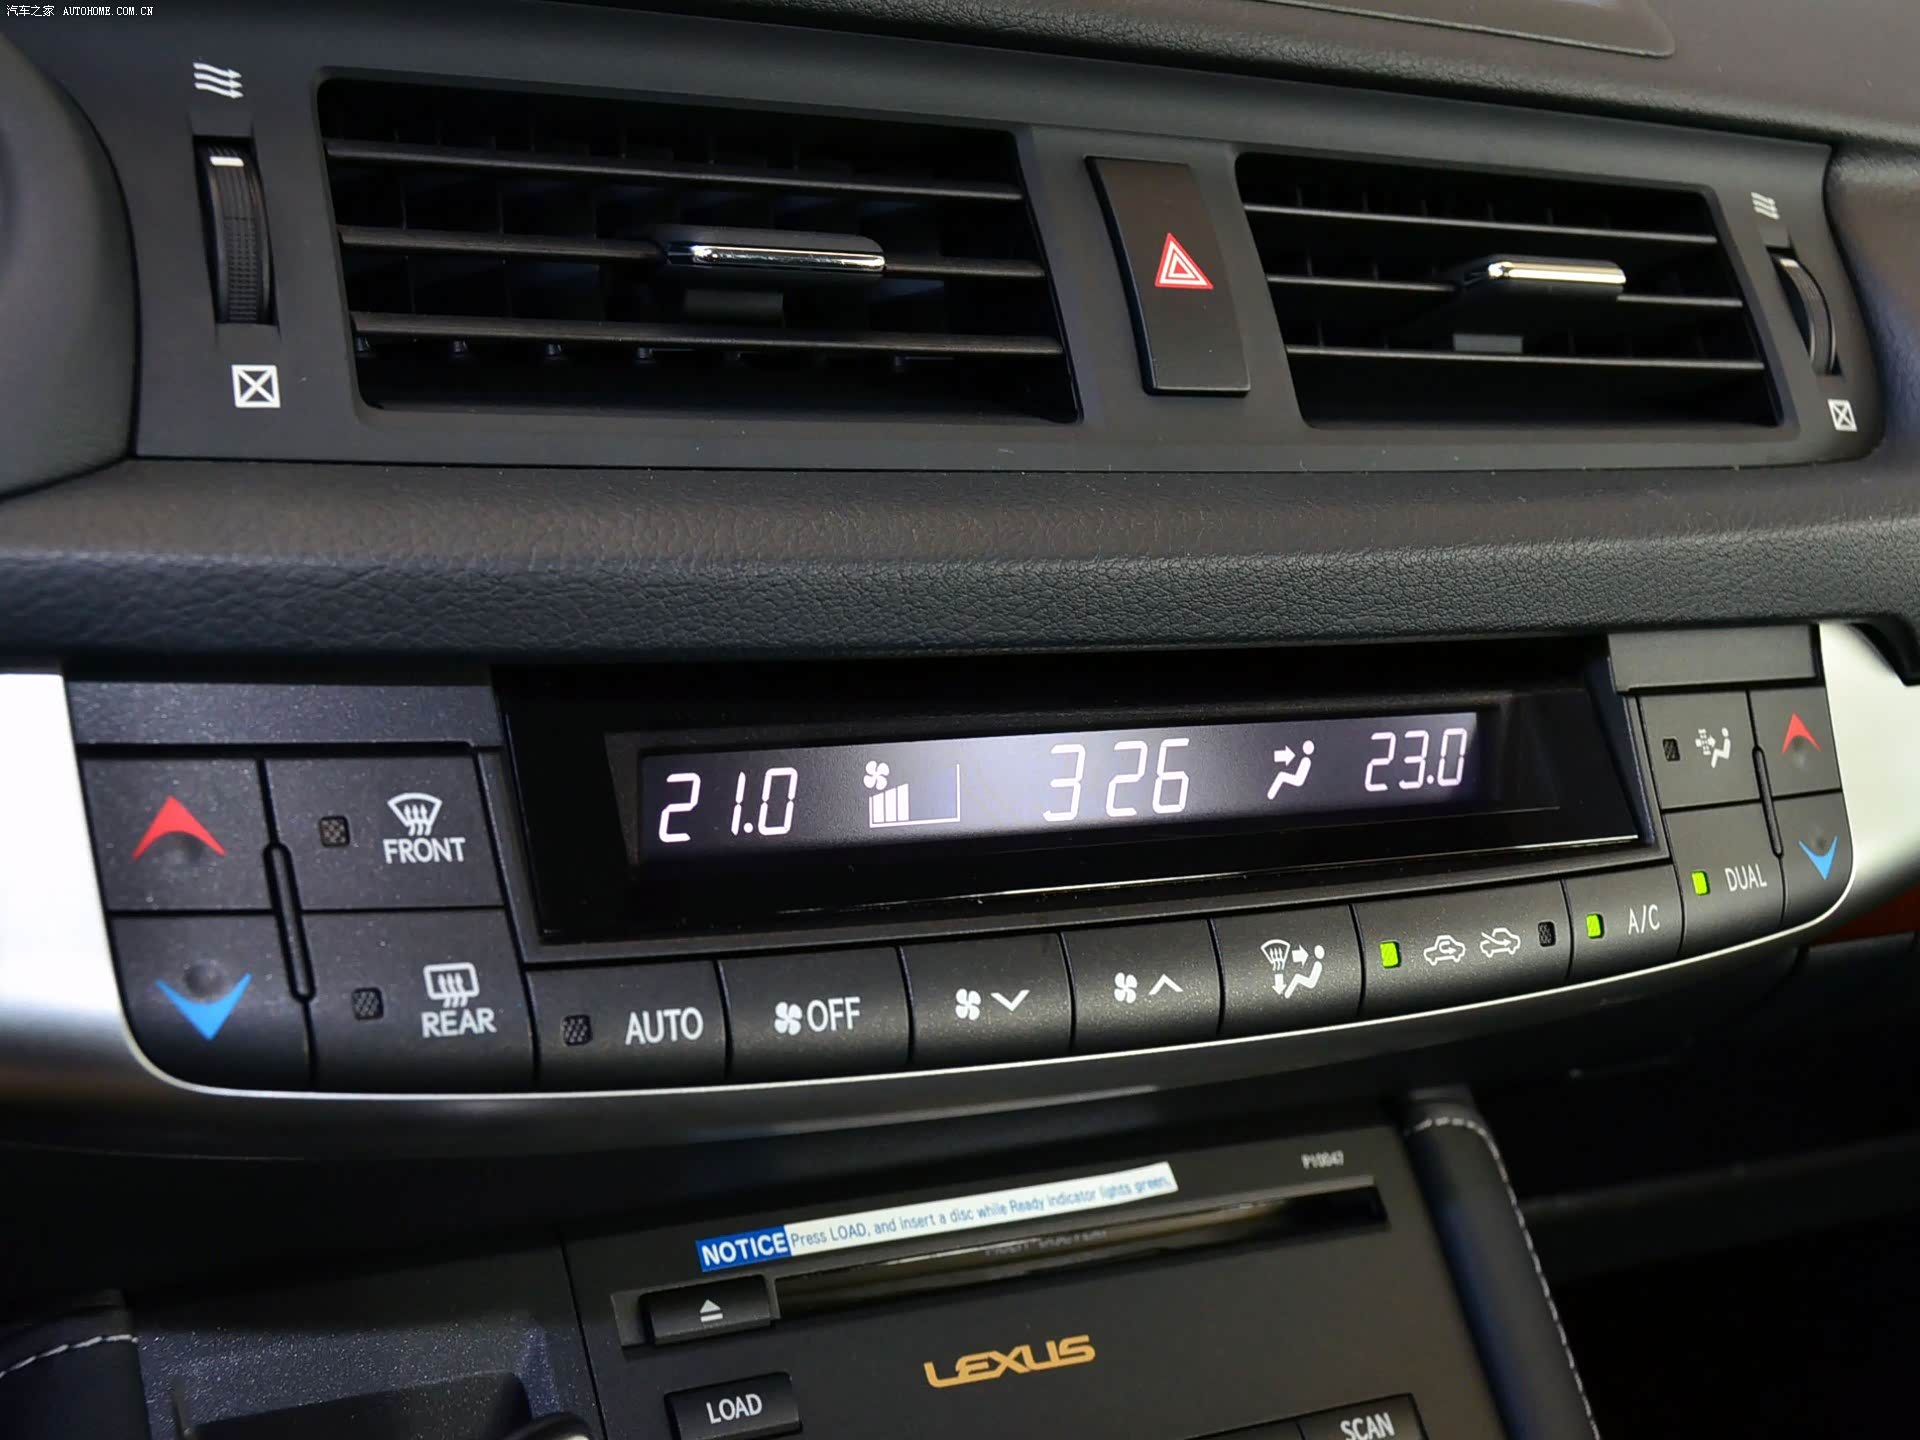 汽车之家 AUTOHOME.COM.CN
21.0 3 26 23.0
FRONT
REAR
AUTO
OFF
A/C
DUAL
P10047
NOTICE Press LOAD, and insert a disc while Ready indicator lights green.
LEXUS
LOAD
SCAN